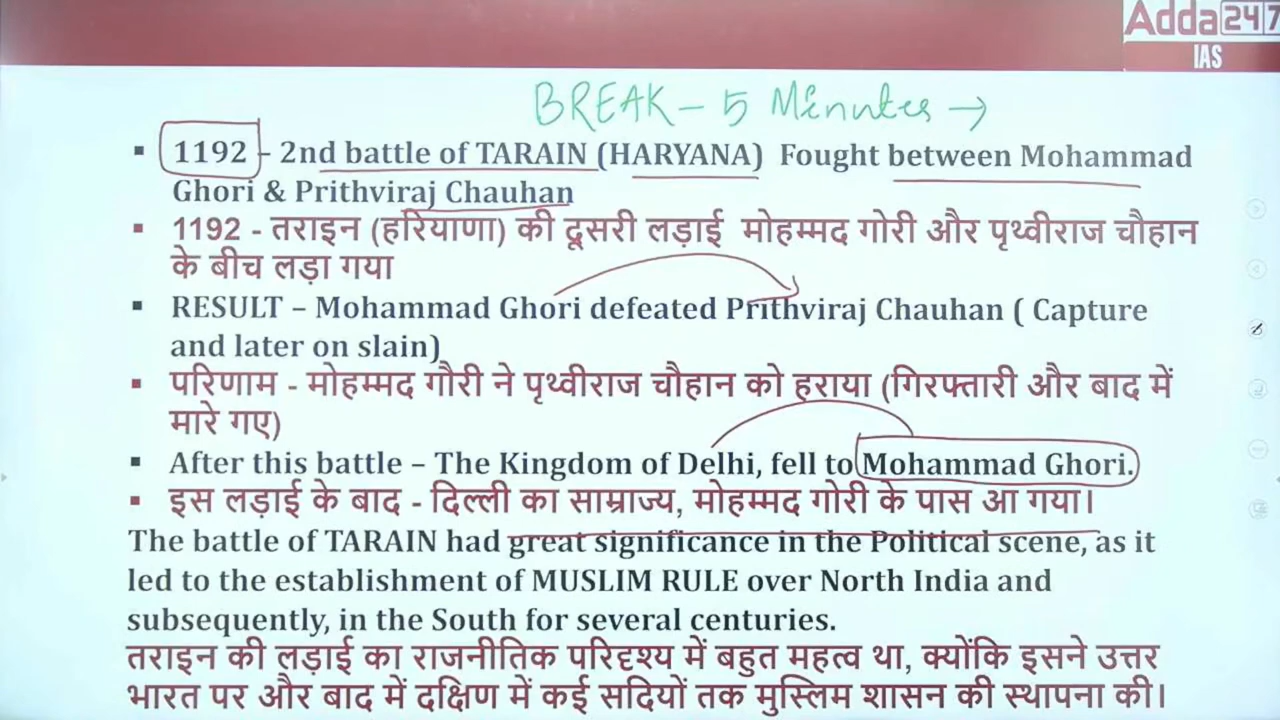 Adda247
IAS
BREAK - 5 Minutes →
▪ 1192 - 2nd battle of TARAIN (HARYANA) Fought between Mohammad
Ghori & Prithviraj Chauhan
▪ 1192 - तराइन (हरियाणा) की दूसरी लड़ाई मोहम्मद गोरी और पृथ्वीराज चौहान
के बीच लड़ा गया
▪ RESULT – Mohammad Ghori defeated Prithviraj Chauhan ( Capture
and later on slain)
▪ परिणाम - मोहम्मद गौरी ने पृथ्वीराज चौहान को हराया (गिरफ्तारी और बाद में
मारे गए)
▪ After this battle – The Kingdom of Delhi, fell to Mohammad Ghori.
▪ इस लड़ाई के बाद - दिल्ली का साम्राज्य, मोहम्मद गोरी के पास आ गया।
The battle of TARAIN had great significance in the Political scene, as it
led to the establishment of MUSLIM RULE over North India and
subsequently, in the South for several centuries.
तराइन की लड़ाई का राजनीतिक परिदृश्य में बहुत महत्व था, क्योंकि इसने उत्तर
भारत पर और बाद में दक्षिण में कई सदियों तक मुस्लिम शासन की स्थापना की।